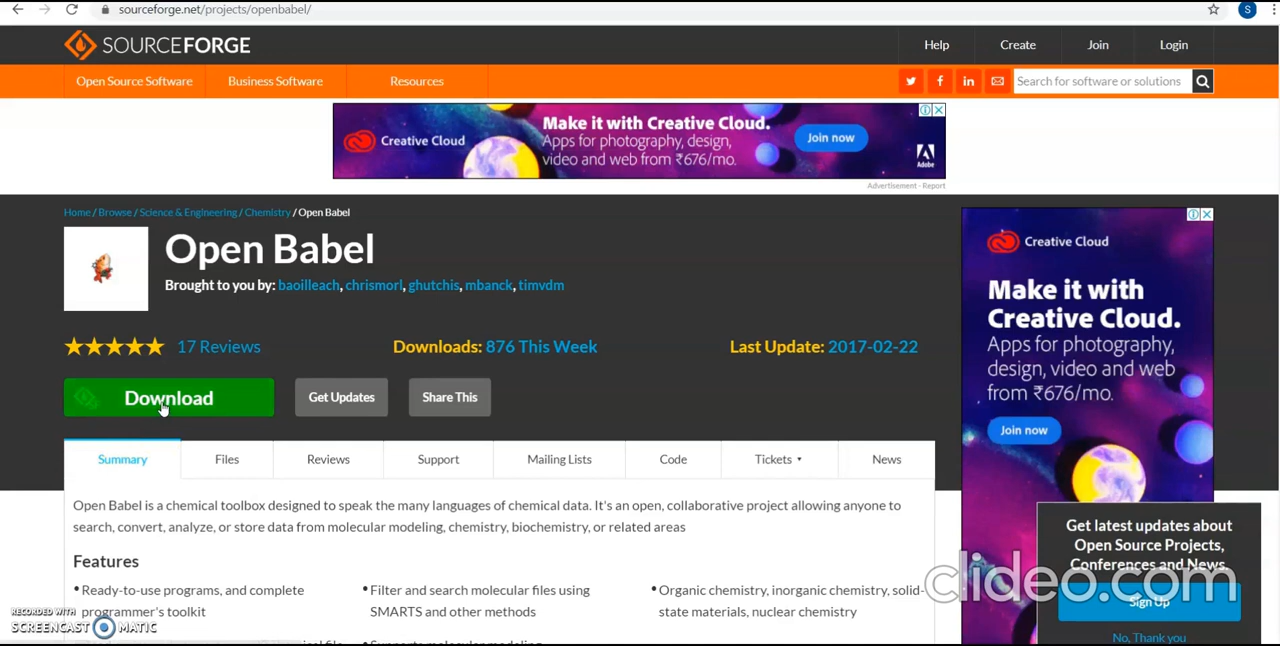 sourceforge.net/projects/openbabel/
S
SOURCEFORGE
Help
Create
Join
Login
Open Source Software
Business Software
Resources
Search for software or solutions
Creative Cloud
Make it with Creative Cloud.
Apps for photography, design,
video and web from ₹676/mo.
Join now
Adobe
Advertisement - Report
Home / Browse / Science & Engineering / Chemistry / Open Babel
Open Babel
Brought to you by: baoilleach, chrismorl, ghutchis, mbanck, timvdm
17 Reviews
Downloads: 876 This Week
Last Update: 2017-02-22
Download
Get Updates
Share This
Creative Cloud
Make it with
Creative Cloud.
Apps for photography,
design, video and web
from ₹676/mo.
Join now
Summary
Files
Reviews
Support
Mailing Lists
Code
Tickets
News
Open Babel is a chemical toolbox designed to speak the many languages of chemical data. It's an open, collaborative project allowing anyone to
search, convert, analyze, or store data from molecular modeling, chemistry, biochemistry, or related areas
Features
• Ready-to-use programs, and complete
programmer's toolkit
• Filter and search molecular files using
SMARTS and other methods
• Organic chemistry, inorganic chemistry, solid-
state materials, nuclear chemistry
Get latest updates about
Open Source Projects,
Conferences and News.
Sign Up
No, Thank you
clideo.com
RECORDED WITH
SCREENCAST MATIC